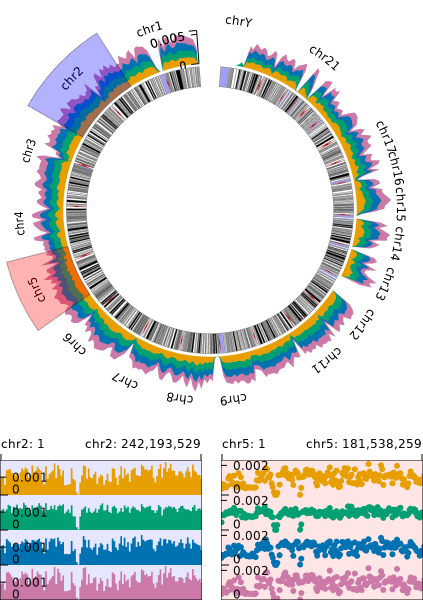 chrY
chr1
0.005
0
chr21
chr2
chr17
chr16
chr3
chr15
chr4
chr14
chr5
chr13
chr6
chr12
chr11
chr7
chr8
chr9
chr2: 1 chr2: 242,193,529
chr5: 1 chr5: 181,538,259
0.001
0
0.001
0
0.001
0
0.001
0
0.002
0
0.002
0
0.002
0
0.002
0